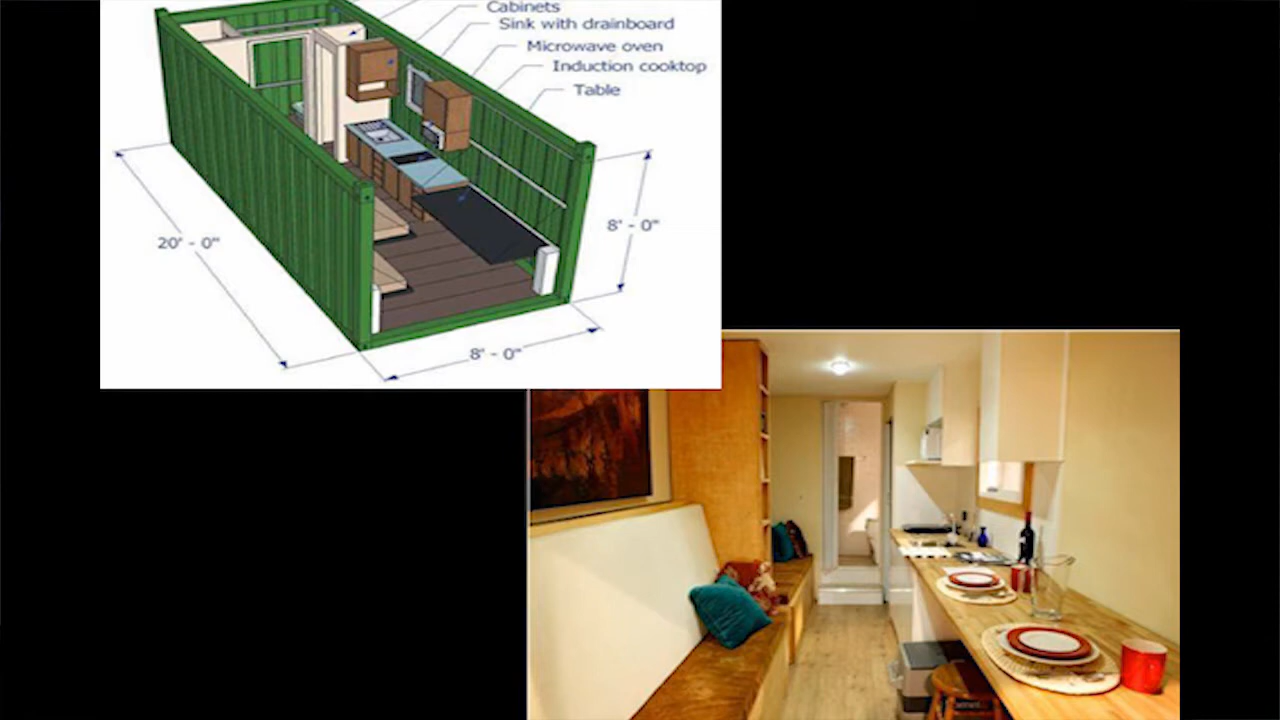 Cabinets
Sink with drainboard
Microwave oven
Induction cooktop
Table
20' - 0"
8' - 0"
8' - 0"